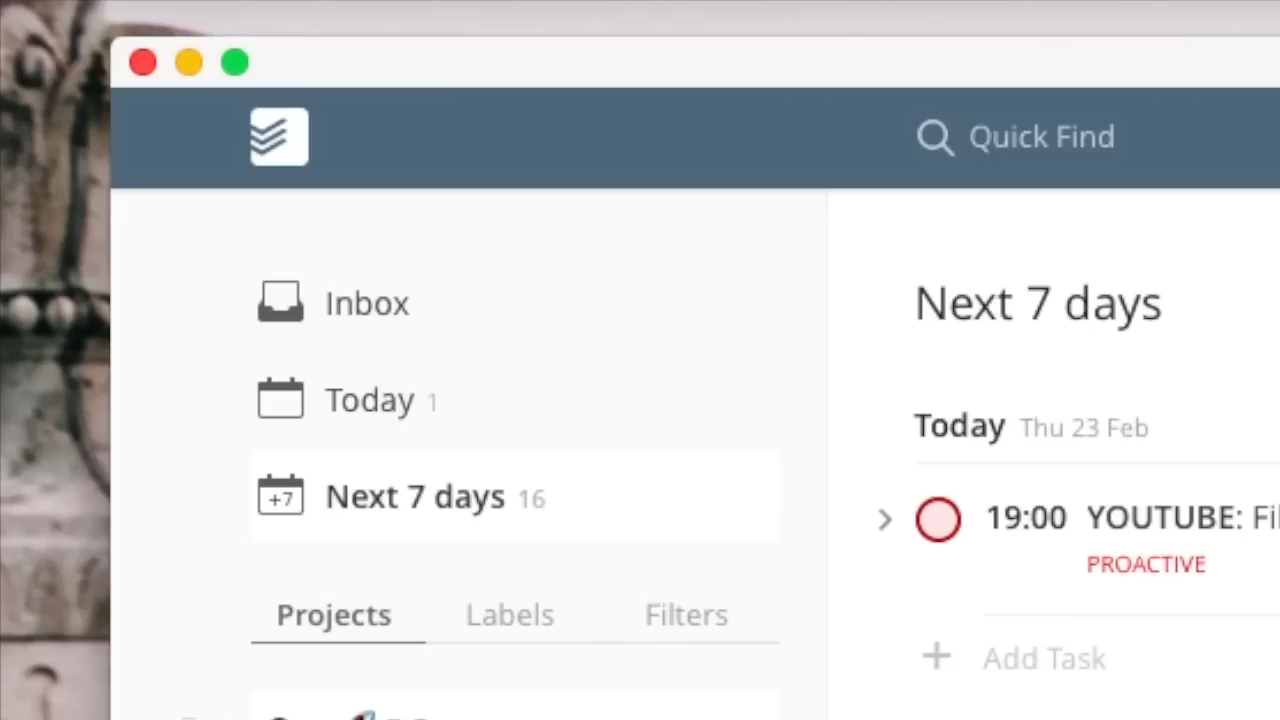 Quick Find
Inbox
Today 1
+7 Next 7 days 16
Projects Labels Filters
Next 7 days
Today Thu 23 Feb
19:00 YOUTUBE:
PROACTIVE
+ Add Task